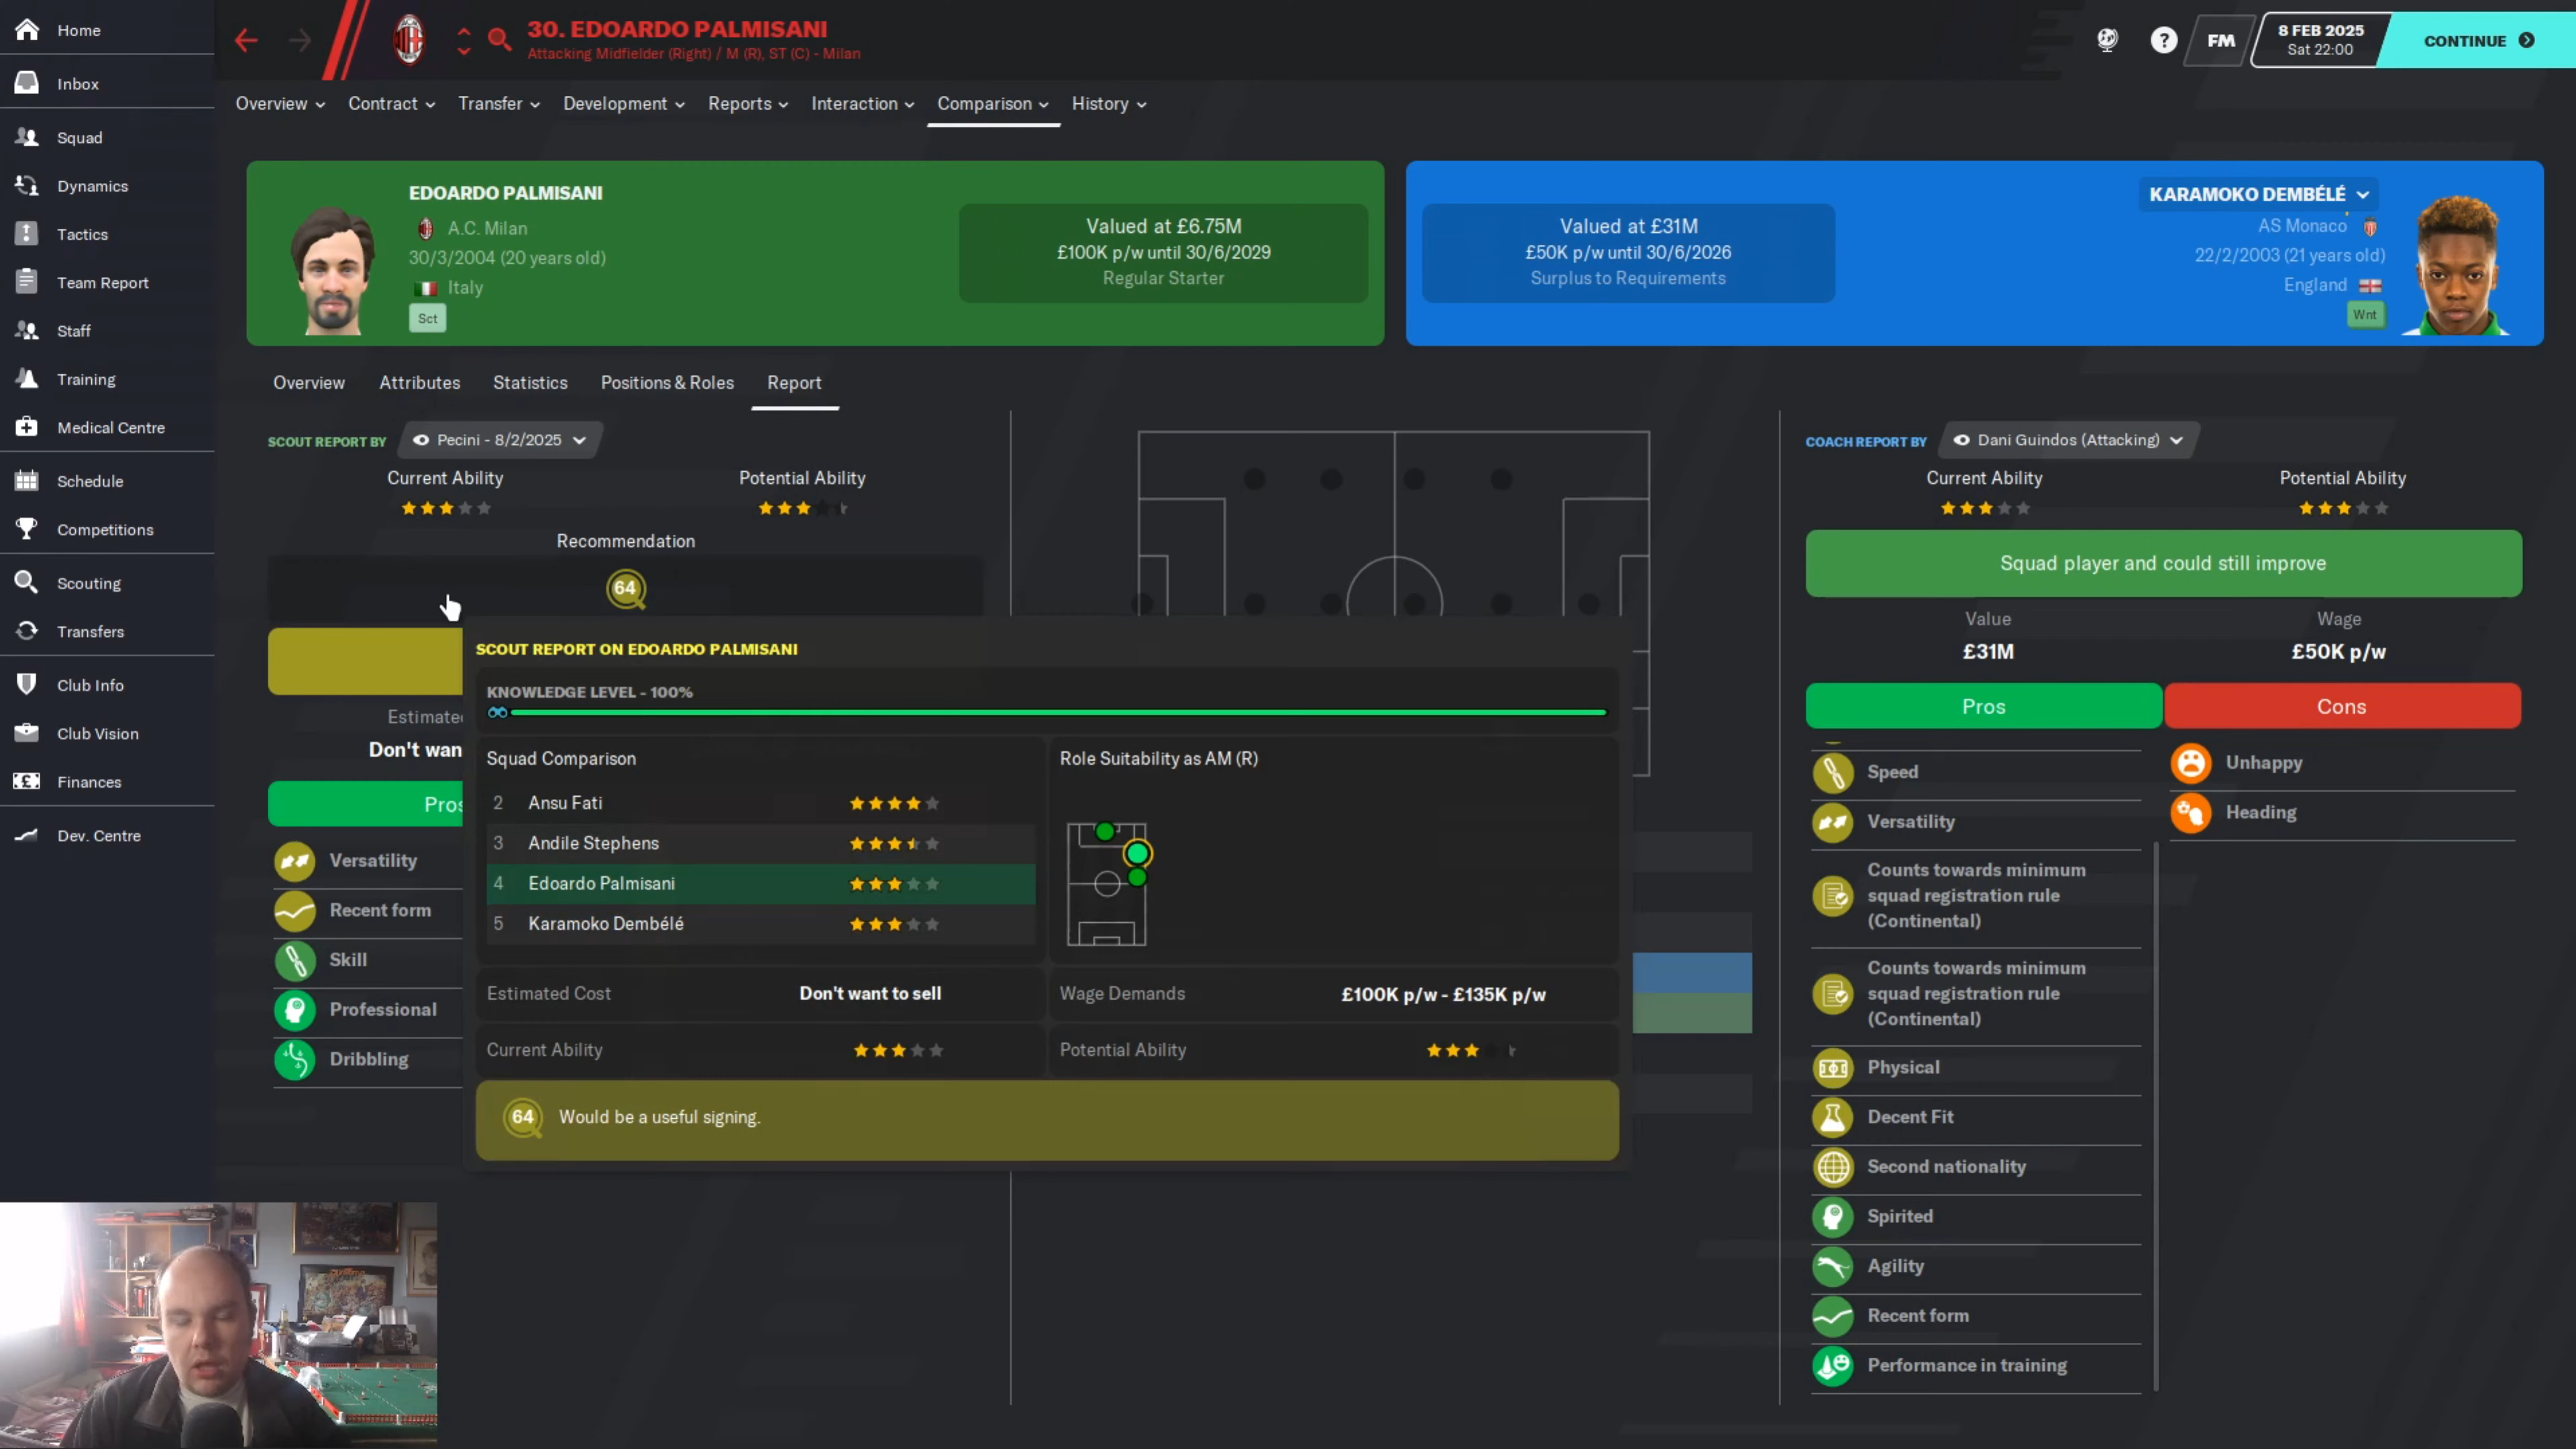 Home
Inbox
Squad
Dynamics
Tactics
Team Report
Staff
Training
Medical Centre
Schedule
Competitions
Scouting
Transfers
Club Info
Club Vision
Finances
Dev. Centre
30. EDOARDO PALMISANI
Attacking Midfielder (Right) / M (R), ST (C) - Milan
?
FM
8 FEB 2025
Sat 22:00
CONTINUE
Overview
Contract
Transfer
Development
Reports
Interaction
Comparison
History
EDOARDO PALMISANI
A.C. Milan
30/3/2004 (20 years old)
Italy
Sct
Valued at £6.75M
£100K p/w until 30/6/2029
Regular Starter
Valued at £31M
£50K p/w until 30/6/2026
Surplus to Requirements
KARAMOKO DEMBÉLÉ
AS Monaco
22/2/2003 (21 years old)
England
Wnt
Overview
Attributes
Statistics
Positions & Roles
Report
SCOUT REPORT BY
Pecini - 8/2/2025
Current Ability
Potential Ability
Recommendation
64
Don't wan
Pros
Versatility
Recent form
Skill
Professional
Dribbling
SCOUT REPORT ON EDOARDO PALMISANI
KNOWLEDGE LEVEL - 100%
Squad Comparison
2 Ansu Fati
3 Andile Stephens
4 Edoardo Palmisani
5 Karamoko Dembélé
Role Suitability as AM (R)
Estimated Cost
Don't want to sell
Wage Demands
£100K p/w - £135K p/w
Current Ability
Potential Ability
64
Would be a useful signing.
COACH REPORT BY
Dani Guindos (Attacking)
Current Ability
Potential Ability
Squad player and could still improve
Value
Wage
£31M
£50K p/w
Pros
Cons
Speed
Versatility
Counts towards minimum
squad registration rule
(Continental)
Counts towards minimum
squad registration rule
(Continental)
Physical
Decent Fit
Second nationality
Spirited
Agility
Recent form
Performance in training
Unhappy
Heading